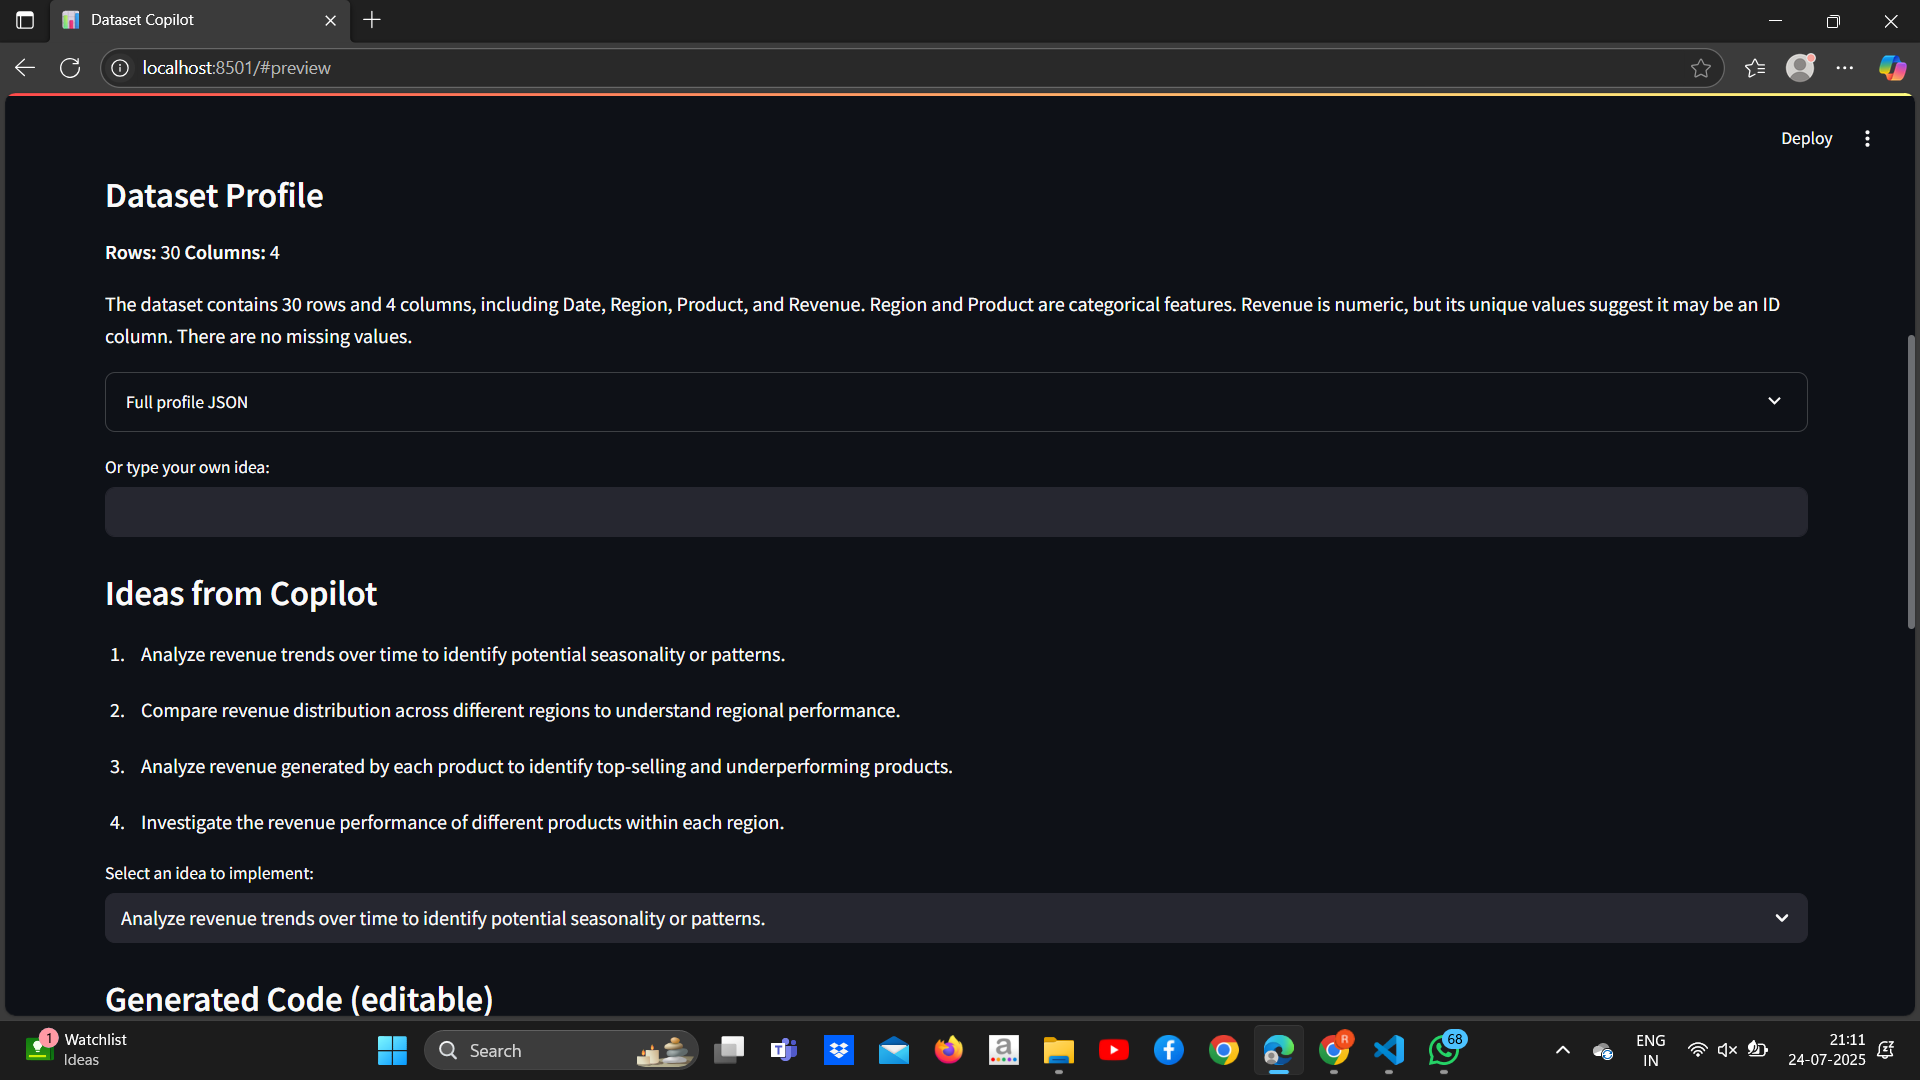 Dataset Copilot
localhost:8501/#preview
Deploy
Dataset Profile
Rows: 30 Columns: 4
The dataset contains 30 rows and 4 columns, including Date, Region, Product, and Revenue. Region and Product are categorical features. Revenue is numeric, but its unique values suggest it may be an ID
column. There are no missing values.
Full profile JSON
Or type your own idea:
Ideas from Copilot
1. Analyze revenue trends over time to identify potential seasonality or patterns.
2. Compare revenue distribution across different regions to understand regional performance.
3. Analyze revenue generated by each product to identify top-selling and underperforming products.
4. Investigate the revenue performance of different products within each region.
Select an idea to implement:
Analyze revenue trends over time to identify potential seasonality or patterns.
Generated Code (editable)
1
Watchlist
Ideas
Search
T
a
R
68
ENG
IN
21:11
24-07-2025